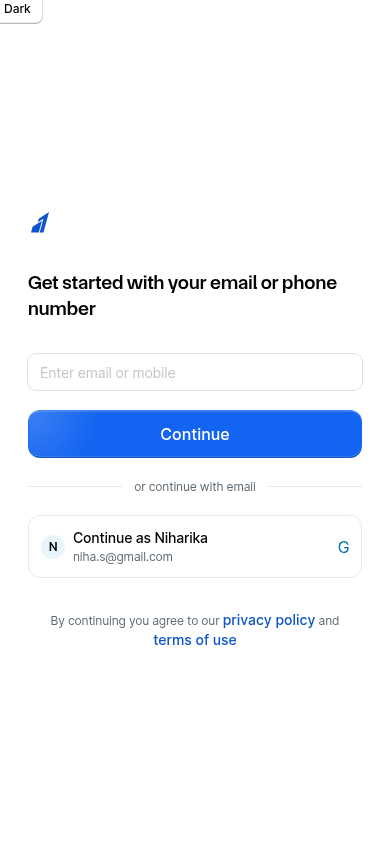 Dark
Get started with your email or phone
number
Enter email or mobile
Continue
or continue with email
N
Continue as Niharika
niha.s@gmail.com
G
By continuing you agree to our privacy policy and
terms of use